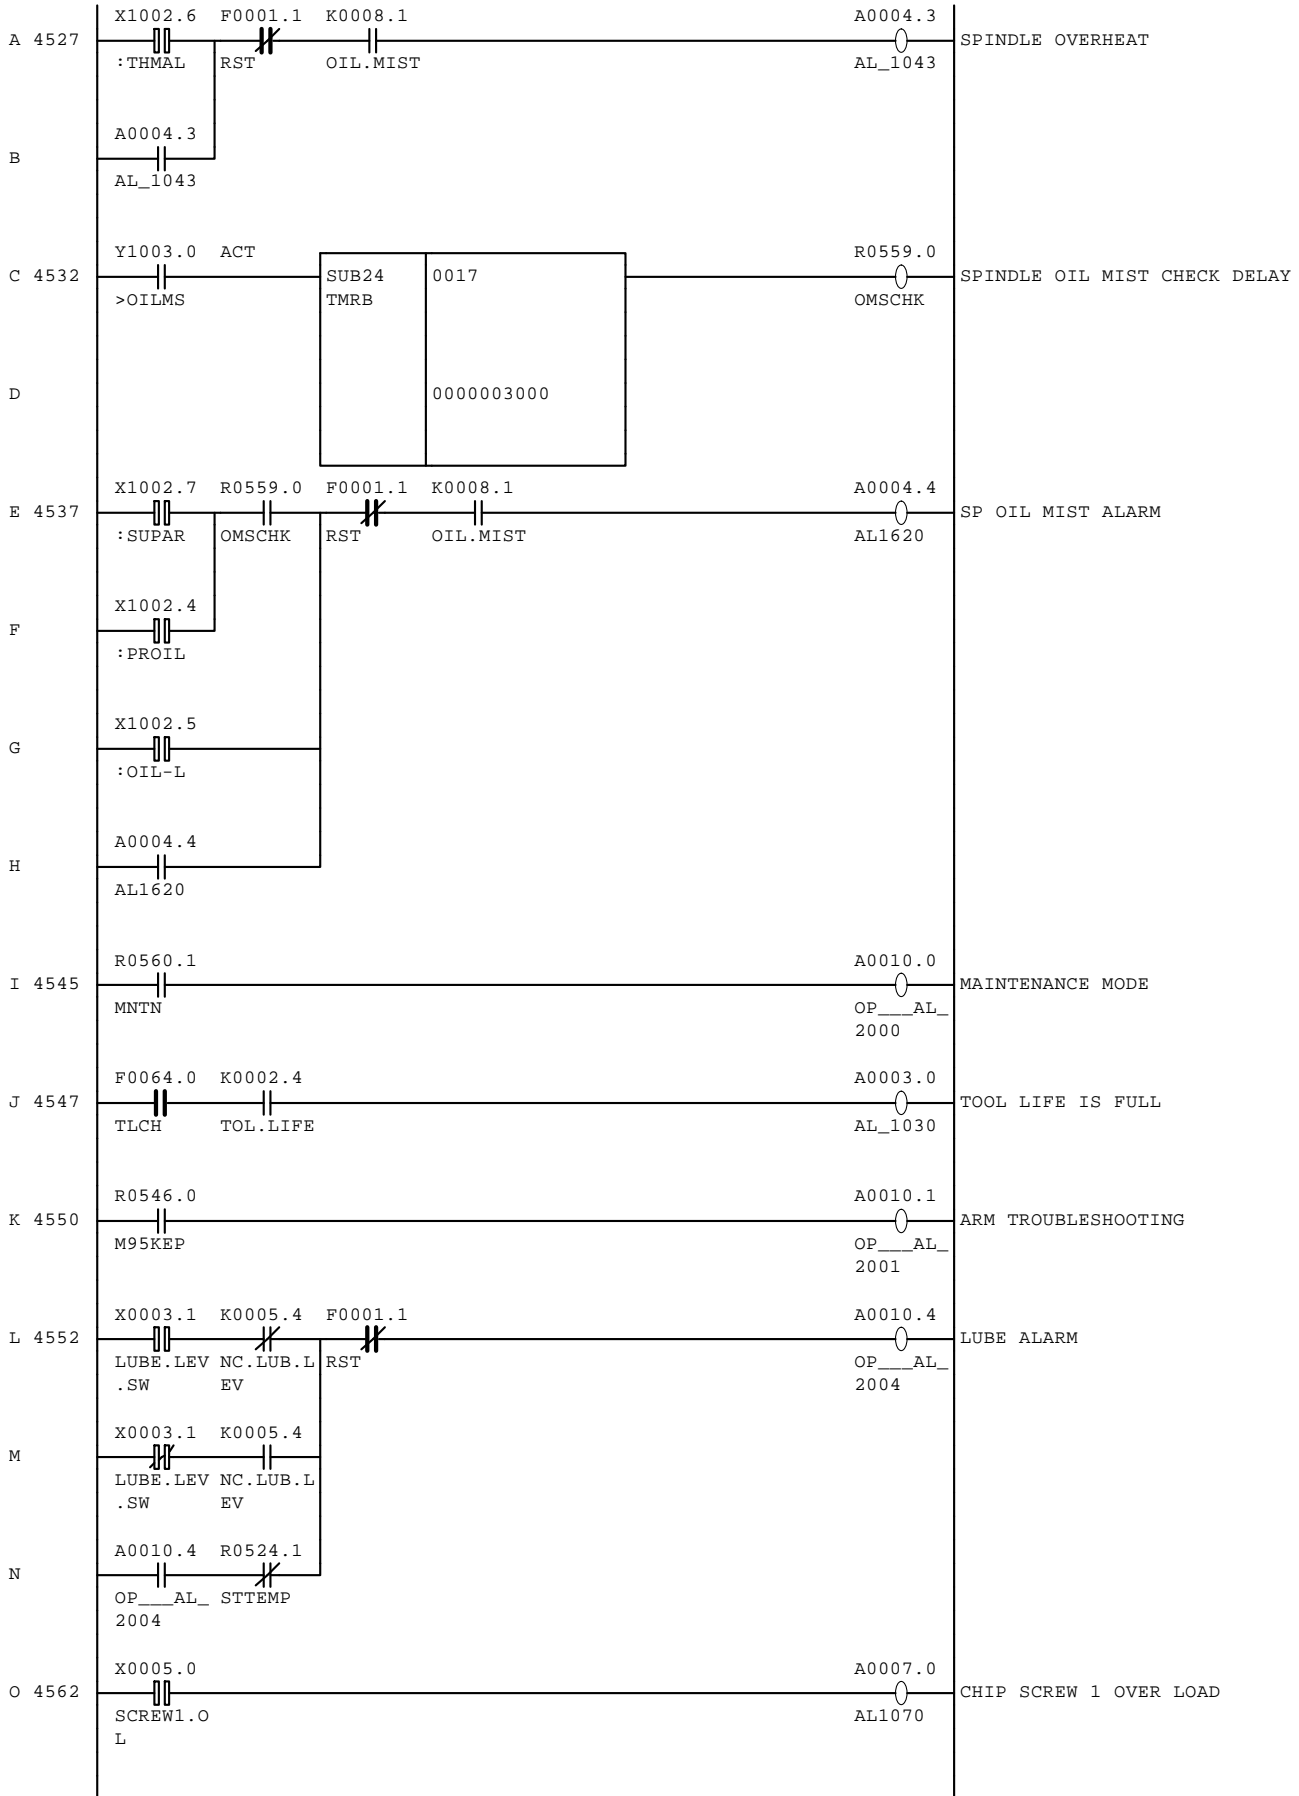 X1002.6 F0001.1 K0008.1 A0004.3
A 4527 SPINDLE OVERHEAT
:THMAL RST OIL.MIST AL_1043
A0004.3
B
AL_1043
Y1003.0 ACT R0559.0
C 4532 SUB24 0017 SPINDLE OIL MIST CHECK DELAY
>OILMS TMRB OMSCHK
D 0000003000
X1002.7 R0559.0 F0001.1 K0008.1 A0004.4
E 4537 SP OIL MIST ALARM
:SUPAR OMSCHK RST OIL.MIST AL1620
X1002.4
F
:PROIL
X1002.5
G
:OIL-L
A0004.4
H
AL1620
R0560.1 A0010.0
I 4545 MAINTENANCE MODE
MNTN OP___AL_
2000
F0064.0 K0002.4 A0003.0
J 4547 TOOL LIFE IS FULL
TLCH TOL.LIFE AL_1030
R0546.0 A0010.1
K 4550 ARM TROUBLESHOOTING
M95KEP OP___AL_
2001
X0003.1 K0005.4 F0001.1 A0010.4
L 4552 LUBE ALARM
LUBE.LEV NC.LUB.L RST OP___AL_
.SW EV 2004
X0003.1 K0005.4
M
LUBE.LEV NC.LUB.L
.SW EV
A0010.4 R0524.1
N
OP___AL_ STTEMP
2004
X0005.0 A0007.0
O 4562 CHIP SCREW 1 OVER LOAD
SCREW1.O AL1070
L